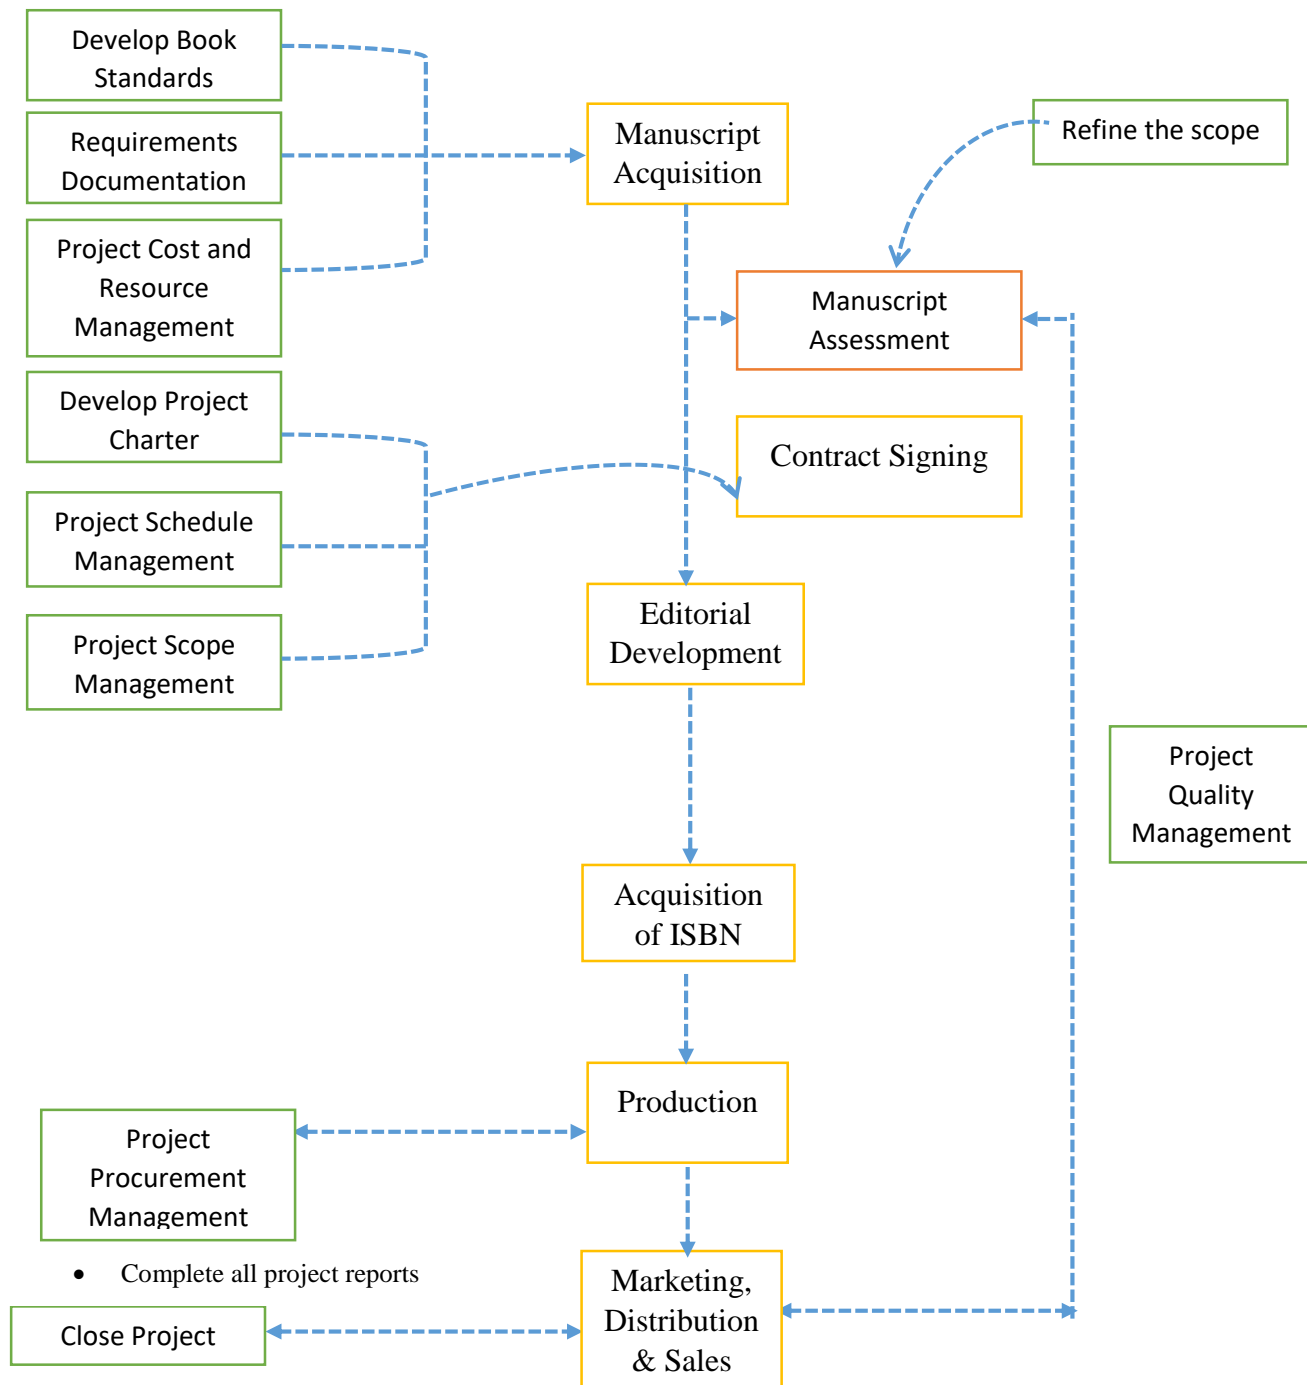 Develop Book
Standards
Requirements
Documentation
Manuscript
Acquisition
Refine the scope
Project Cost and
Resource
Management
Manuscript
Assessment
Develop Project
Charter
Contract Signing
Project Schedule
Management
Editorial
Development
Project Scope
Management
Project
Quality
Management
Acquisition
of ISBN
Production
Project
Procurement
Management
• Complete all project reports
Marketing,
Distribution
& Sales
Close Project